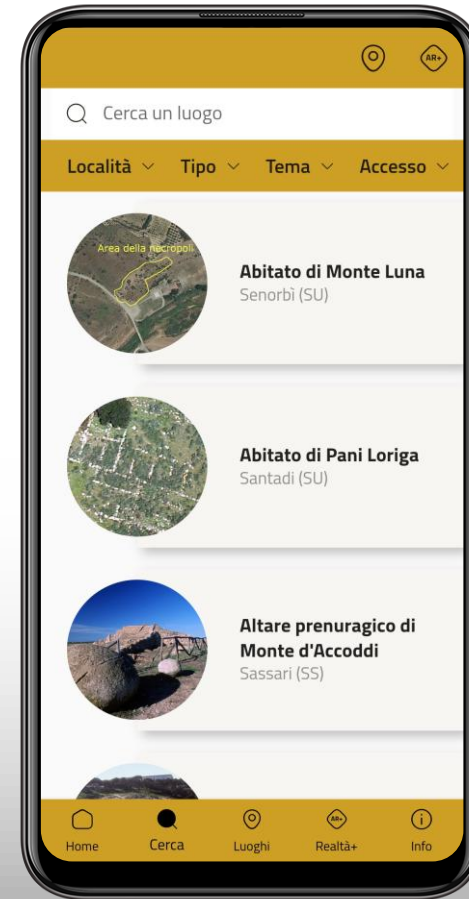 AR+
Cerca un luogo
Località Tipo Tema Accesso
Area della necropoli
Abitato di Monte Luna
Senorbì (SU)
Abitato di Pani Loriga
Santadi (SU)
Altare prenuragico di
Monte d'Accoddi
Sassari (SS)
AR+
Home Cerca Luoghi Realtà+ Info